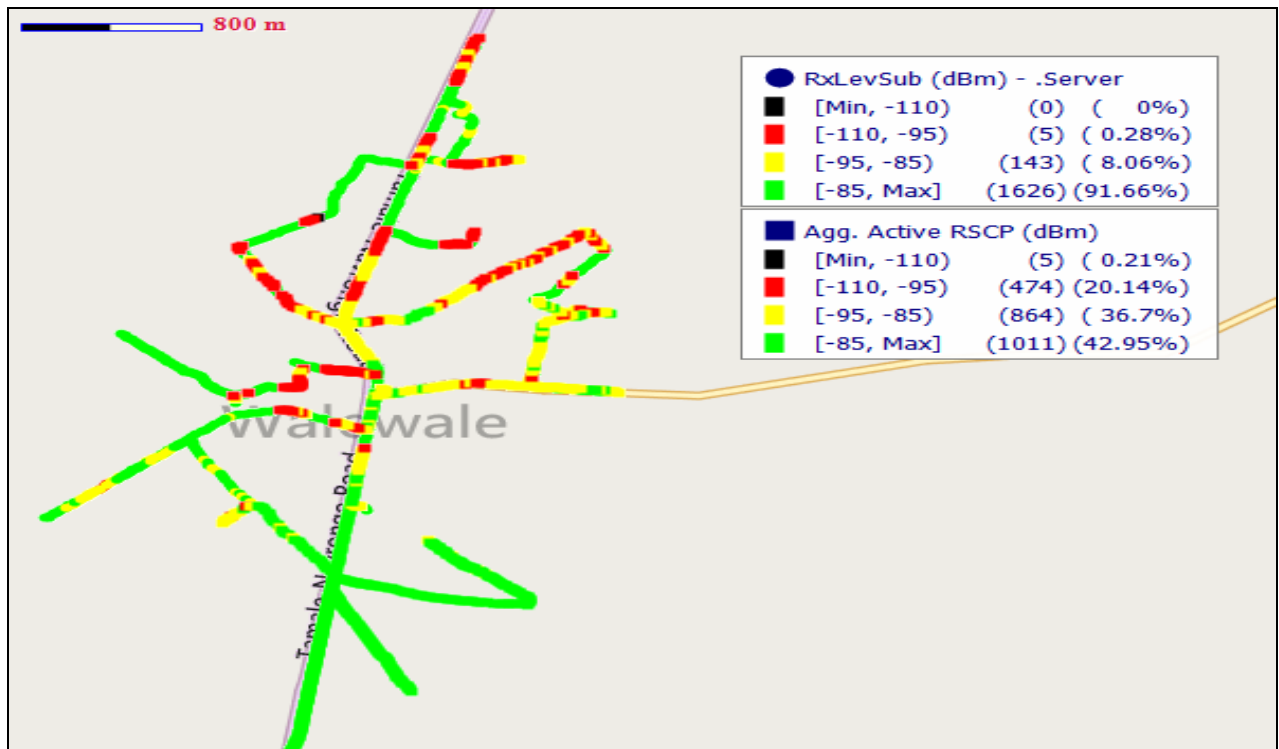 800 m
RxLevSub (dBm) - .Server
[Min, -110) (0) ( 0%)
[-110, -95) (5) ( 0.28%)
[-95, -85) (143) ( 8.06%)
[-85, Max] (1626) (91.66%)
Agg. Active RSCP (dBm)
[Min, -110) (5) ( 0.21%)
[-110, -95) (474) (20.14%)
[-95, -85) (864) ( 36.7%)
[-85, Max] (1011) (42.95%)
Walewale
Road
Tamale